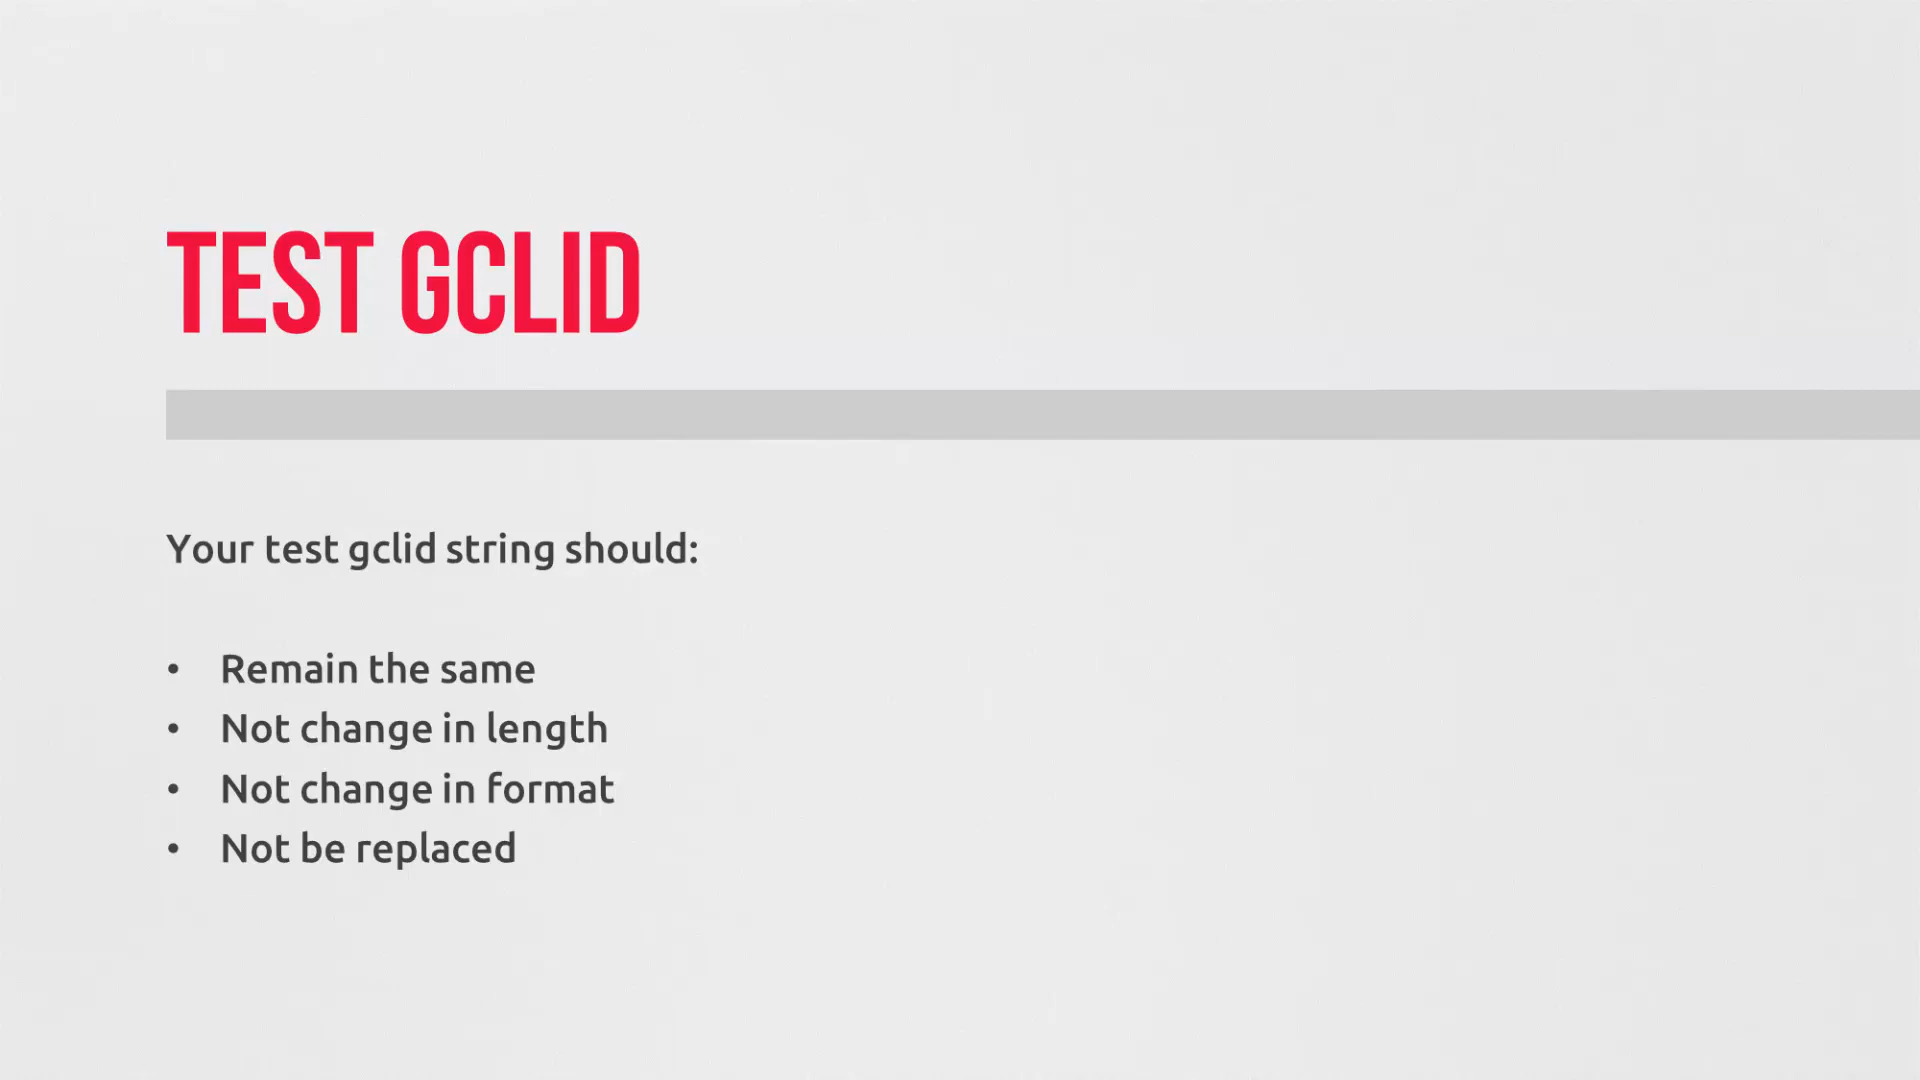 TEST GCLID
Your test gclid string should:
• Remain the same
• Not change in length
• Not change in format
• Not be replaced